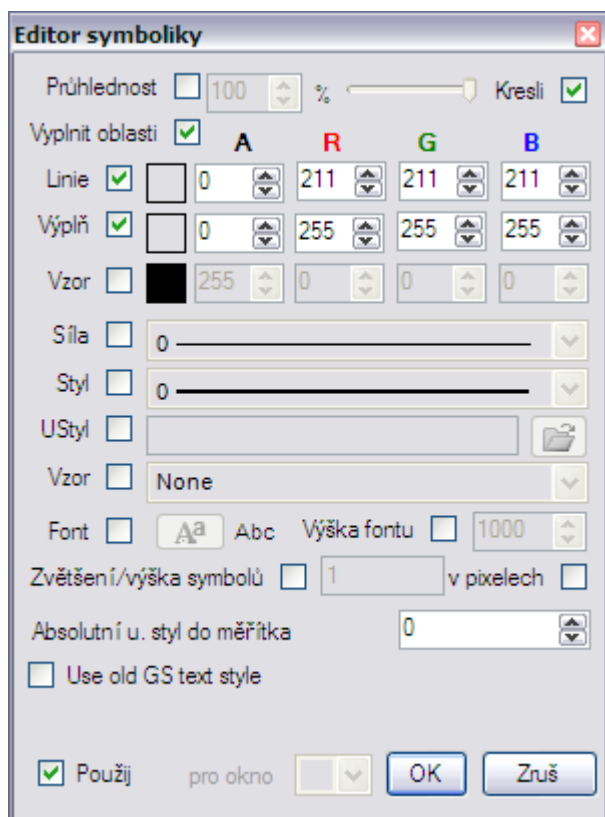 Editor symboliky
Průhlednost 100 % Kresli
Vyplnit oblasti A R G B
Linie 0 211 211 211
Výplň 0 255 255 255
Vzor 255 0 0 0
Síla 0
Styl 0
UStyl
Vzor None
Font Aa Abc Výška fontu 1000
Zvětšení/výška symbolů 1 v pixelech
Absolutní u. styl do měřítka 0
Use old GS text style
Použij pro okno OK Zruš